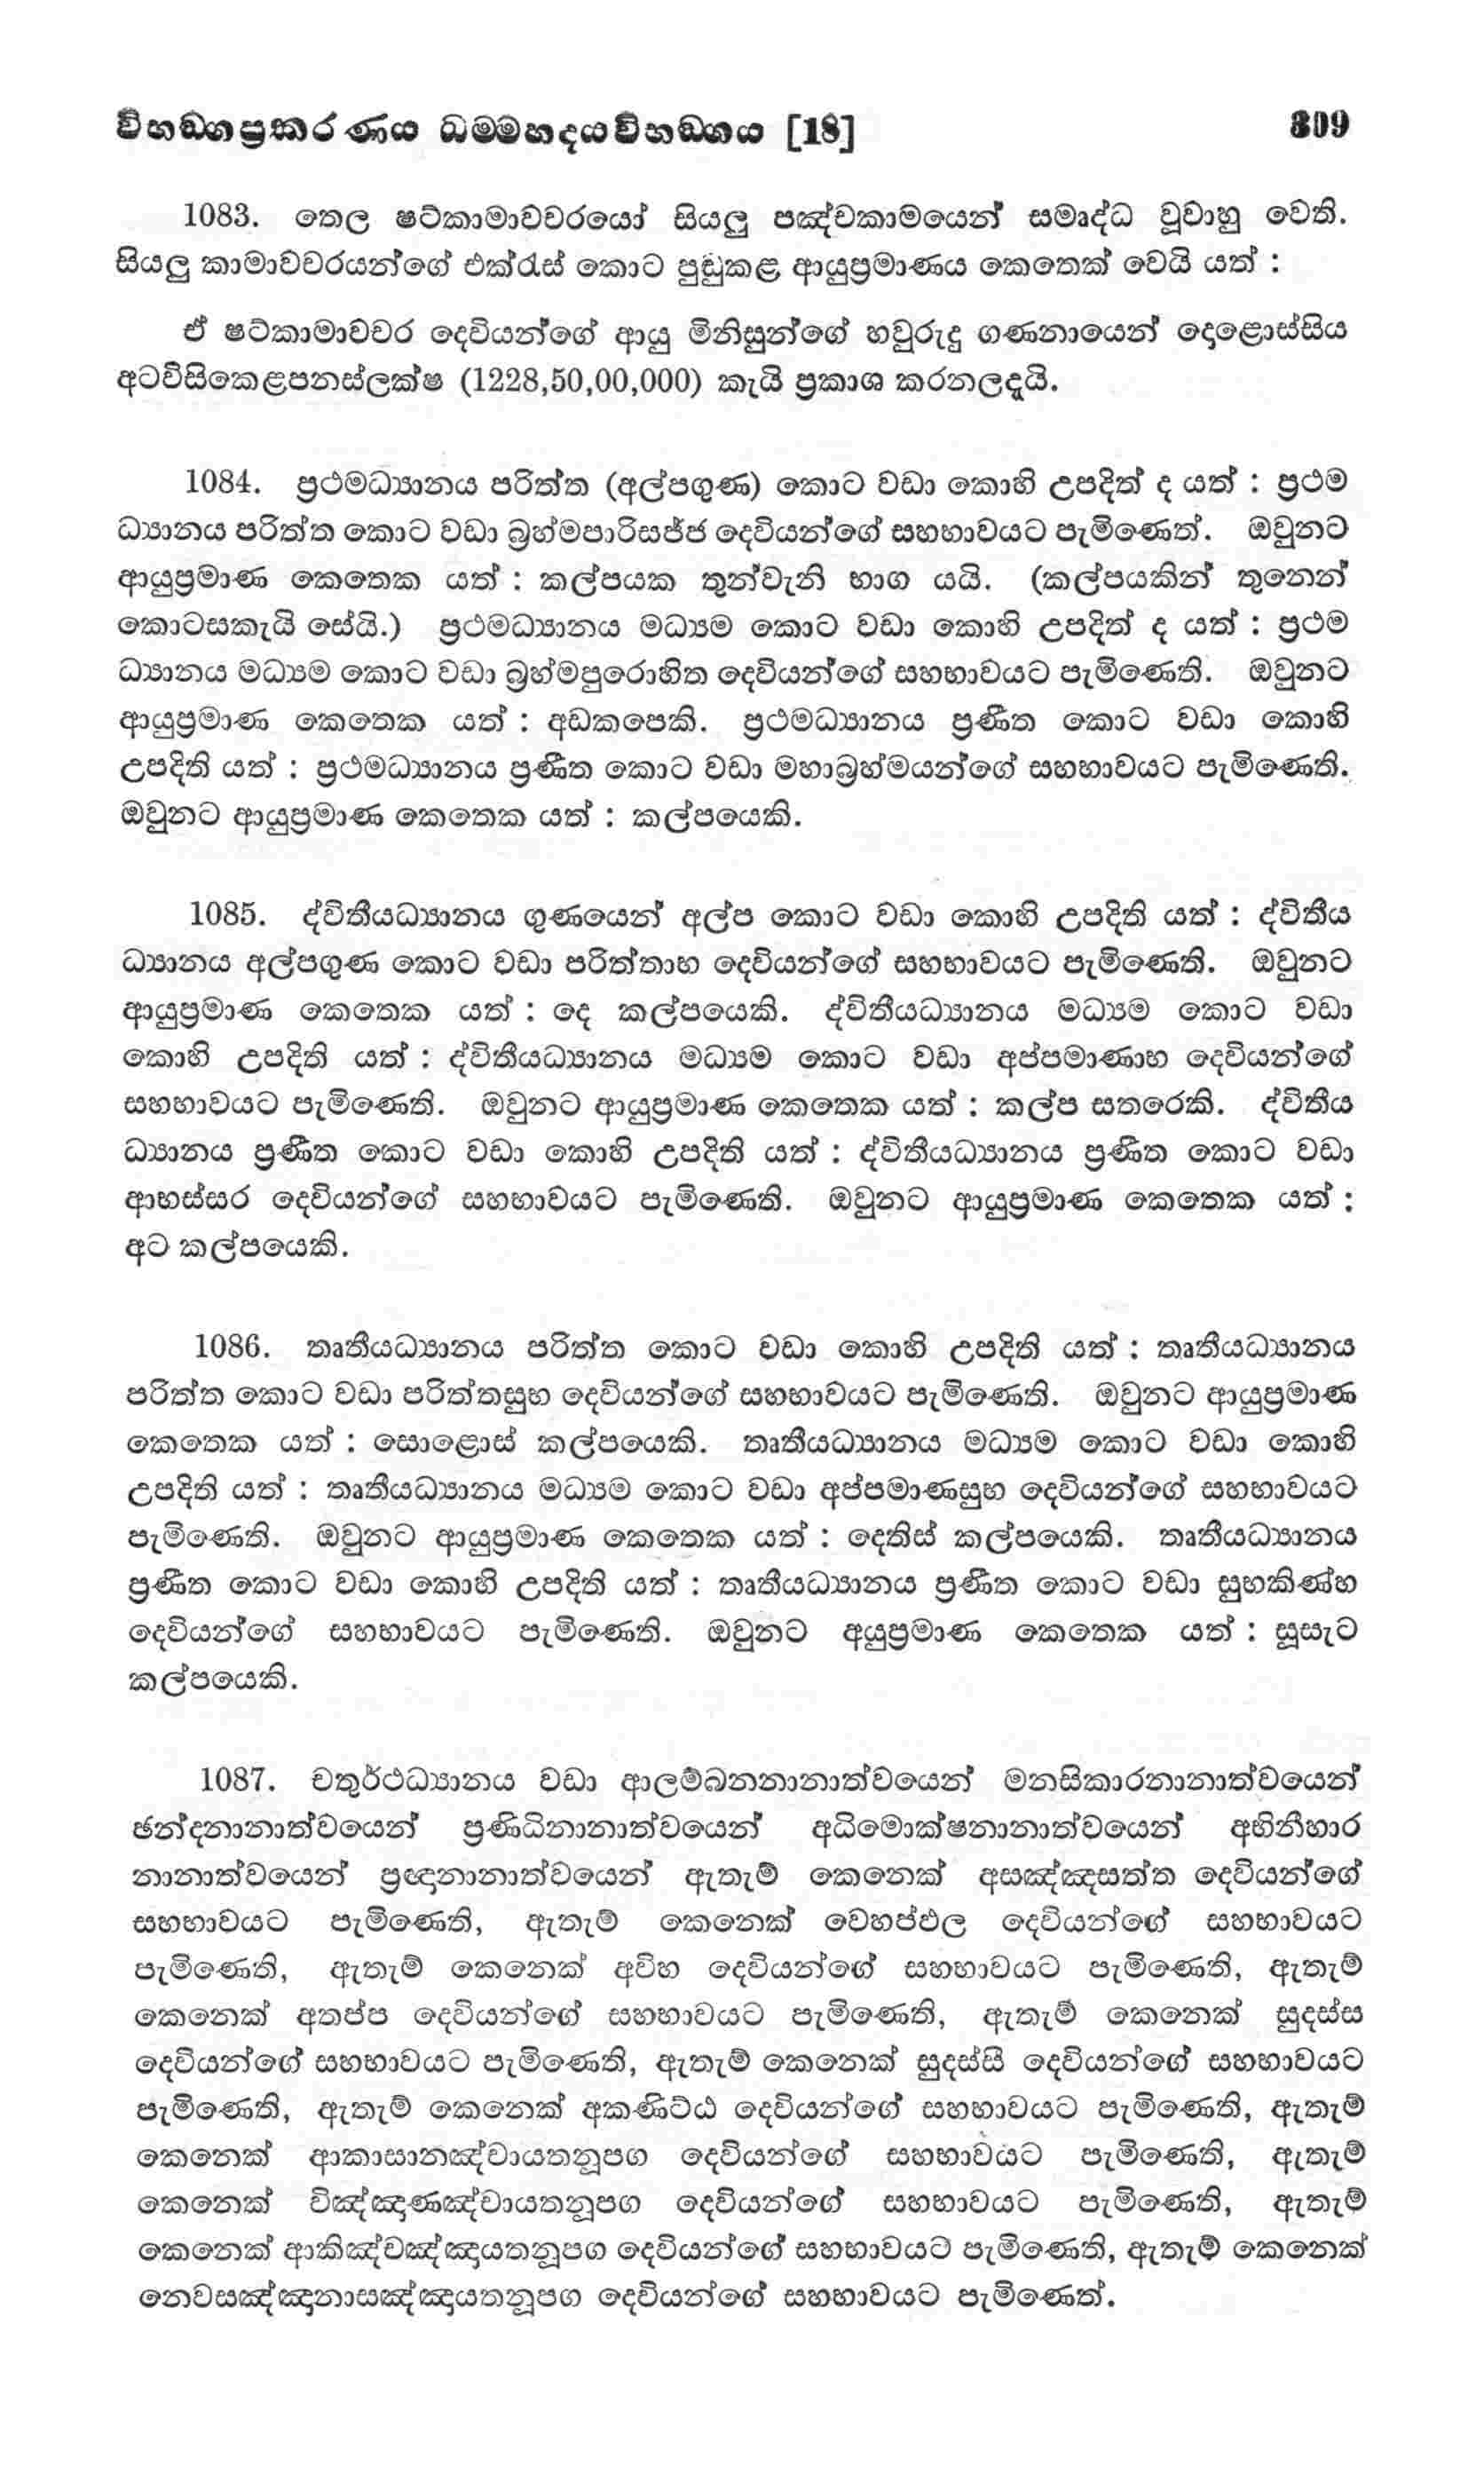 විභඞ්ගප්‍රකරණය ධම්මහදයවිභඞ්ගය [18] 309
1083. තෙල ෂට්කාමාවචරයෝ සියලු පඤ්චකාමයෙන් සමෘද්ධ වූවාහු වෙති.
සියලු කාමාවචරයන්ගේ එක්රැස් කොට පුඬුකළ ආයුප්‍රමාණය කෙතෙක් වෙයි යත් :
ඒ ෂට්කාමාවචර දෙවියන්ගේ ආයු මිනිසුන්ගේ හවුරුදු ගණනායෙන් දෙළොස්සිය
අටවිසිකෙළපනස්ලක්ෂ (1228,50,00,000) කැයි ප්‍රකාශ කරනලදැයි.
1084. ප්‍රථමධ්‍යානය පරිත්ත (අල්පගුණ) කොට වඩා කොහි උපදිත් ද යත් : ප්‍රථම
ධ්‍යානය පරිත්ත කොට වඩා බ්‍රහ්මපාරිසජ්ජ දෙවියන්ගේ සහභාවයට පැමිණෙත්. ඔවුනට
ආයුප්‍රමාණ කෙතෙක යත් : කල්පයක තුන්වැනි භාග යයි. (කල්පයකින් තුනෙන්
කොටසකැයි සේයි.) ප්‍රථමධ්‍යානය මධ්‍යම කොට වඩා කොහි උපදිත් ද යත් : ප්‍රථම
ධ්‍යානය මධ්‍යම කොට වඩා බ්‍රහ්මපුරොහිත දෙවියන්ගේ සහභාවයට පැමිණෙති. ඔවුනට
ආයුප්‍රමාණ කෙතෙක යත් : අඩකපෙකි. ප්‍රථමධ්‍යානය ප්‍රණීත කොට වඩා කොහි
උපදිති යත් : ප්‍රථමධ්‍යානය ප්‍රණීත කොට වඩා මහාබ්‍රහ්මයන්ගේ සහභාවයට පැමිණෙති.
ඔවුනට ආයුප්‍රමාණ කෙතෙක යත් : කල්පයෙකි.
1085. ද්විතීයධ්‍යානය ගුණයෙන් අල්ප කොට වඩා කොහි උපදිති යත් : ද්විතීය
ධ්‍යානය අල්පගුණ කොට වඩා පරිත්තාභ දෙවියන්ගේ සහභාවයට පැමිණෙති. ඔවුනට
ආයුප්‍රමාණ කෙතෙක යත් : දෙ කල්පයෙකි. ද්විතීයධ්‍යානය මධ්‍යම කොට වඩා
කොහි උපදිති යත් : ද්විතීයධ්‍යානය මධ්‍යම කොට වඩා අප්පමාණාභ දෙවියන්ගේ
සහභාවයට පැමිණෙති. ඔවුනට ආයුප්‍රමාණ කෙතෙක යත් : කල්ප සතරෙකි. ද්විතීය
ධ්‍යානය ප්‍රණීත කොට වඩා කොහි උපදිති යත් : ද්විතීයධ්‍යානය ප්‍රණීත කොට වඩා
ආභස්සර දෙවියන්ගේ සහභාවයට පැමිණෙති. ඔවුනට ආයුප්‍රමාණ කෙතෙක යත් :
අට කල්පයෙකි.
1086. තෘතීයධ්‍යානය පරිත්ත කොට වඩා කොහි උපදිති යත් : තෘතීයධ්‍යානය
පරිත්ත කොට වඩා පරිත්තසුභ දෙවියන්ගේ සහභාවයට පැමිණෙති. ඔවුනට ආයුප්‍රමාණ
කෙතෙක යත් : සොළොස් කල්පයෙකි. තෘතීයධ්‍යානය මධ්‍යම කොට වඩා කොහි
උපදිති යත් : තෘතීයධ්‍යානය මධ්‍යම කොට වඩා අප්පමාණසුභ දෙවියන්ගේ සහභාවයට
පැමිණෙති. ඔවුනට ආයුප්‍රමාණ කෙතෙක යත් : දෙතිස් කල්පයෙකි. තෘතීයධ්‍යානය
ප්‍රණීත කොට වඩා කොහි උපදිති යත් : තෘතීයධ්‍යානය ප්‍රණීත කොට වඩා සුභකිණ්හ
දෙවියන්ගේ සහභාවයට පැමිණෙති. ඔවුනට අයුප්‍රමාණ කෙතෙක යත් : සූසැට
කල්පයෙකි.
1087. චතුර්ථධ්‍යානය වඩා ආලම්බනනානාත්වයෙන් මනසිකාරනානාත්වයෙන්
ඡන්දනානාත්වයෙන් ප්‍රණිධිනානාත්වයෙන් අධිමොක්ෂනානාත්වයෙන් අභිනීහාර
නානාත්වයෙන් ප්‍රඥානානාත්වයෙන් ඇතැම් කෙනෙක් අසඤ්ඤසත්ත දෙවියන්ගේ
සහභාවයට පැමිණෙති, ඇතැම් කෙනෙක් වෙහප්ඵල දෙවියන්ගේ සහභාවයට
පැමිණෙති, ඇතැම් කෙනෙක් අවිහ දෙවියන්ගේ සහභාවයට පැමිණෙති, ඇතැම්
කෙනෙක් අතප්ප දෙවියන්ගේ සහභාවයට පැමිණෙති, ඇතැම් කෙනෙක් සුදස්ස
දෙවියන්ගේ සහභාවයට පැමිණෙති, ඇතැම් කෙනෙක් සුදස්සී දෙවියන්ගේ සහභාවයට
පැමිණෙති, ඇතැම් කෙනෙක් අකණිට්ඨ දෙවියන්ගේ සහභාවයට පැමිණෙති, ඇතැම්
කෙනෙක් ආකාසානඤ්චායතනූපග දෙවියන්ගේ සහභාවයට පැමිණෙති, ඇතැම්
කෙනෙක් විඤ්ඤාණඤ්චායතනූපග දෙවියන්ගේ සහභාවයට පැමිණෙති, ඇතැම්
කෙනෙක් ආකිඤ්චඤ්ඤායතනූපග දෙවියන්ගේ සහභාවයට පැමිණෙති, ඇතැම් කෙනෙක්
නෙවසඤ්ඤානාසඤ්ඤායතනූපග දෙවියන්ගේ සහභාවයට පැමිණෙත්.